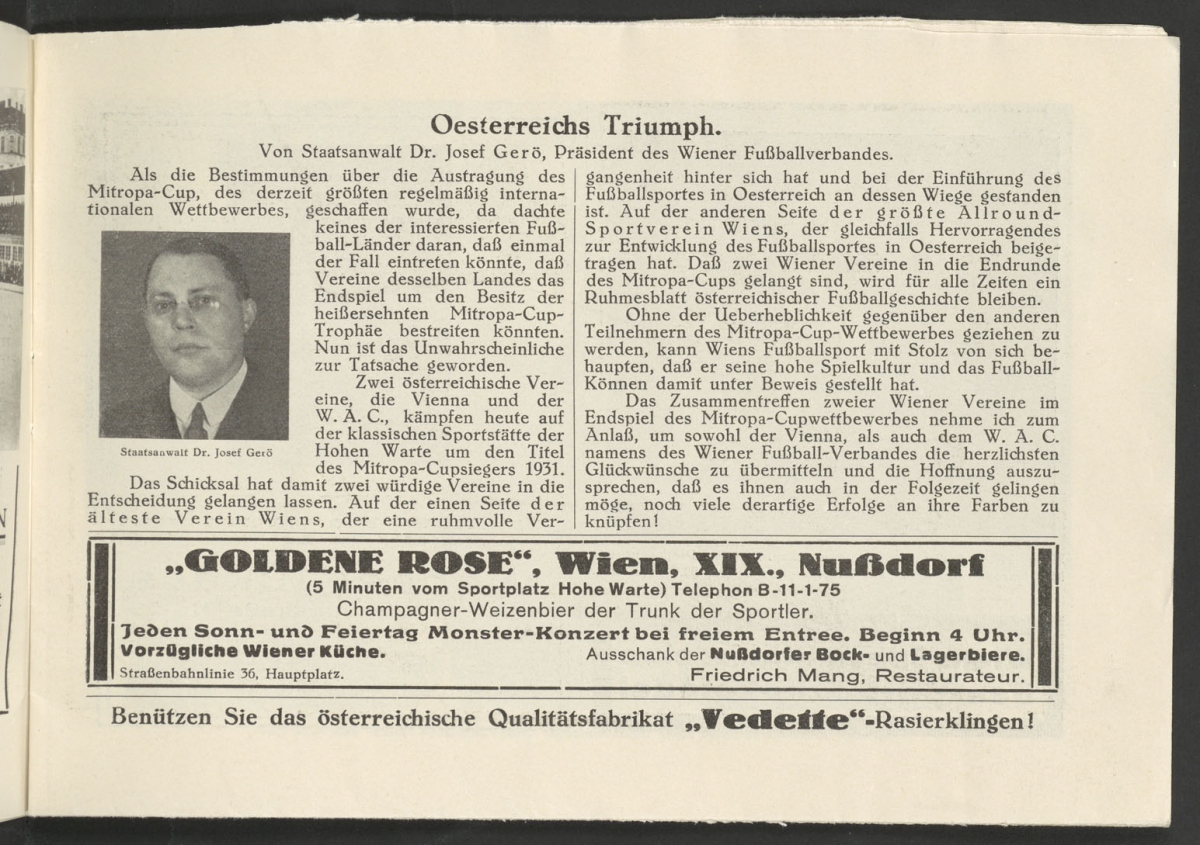 Oesterreichs Triumph.
Von Staatsanwalt Dr. Josef Gerö, Präsident des Wiener Fußballverbandes.
Als die Bestimmungen über die Austragung des
Mitropa-Cup, des derzeit größten regelmäßig interna-
tionalen Wettbewerbes, geschaffen wurde, da dachte
keines der interessierten Fuß-
ball-Länder daran, daß einmal
der Fall eintreten könnte, daß
Vereine desselben Landes das
Endspiel um den Besitz der
heißersehnten Mitropa-Cup-
Trophäe bestreiten könnten.
Nun ist das Unwahrscheinliche
zur Tatsache geworden.
Zwei österreichische Ver-
eine, die Vienna und der
W. A. C., kämpfen heute auf
der klassischen Sportstätte der
Hohen Warte um den Titel
des Mitropa-Cupsiegers 1931.
Staatsanwalt Dr. Josef Gerö
Das Schicksal hat damit zwei würdige Vereine in die
Entscheidung gelangen lassen. Auf der einen Seite der
älteste Verein Wiens, der eine ruhmvolle Ver-
gangenheit hinter sich hat und bei der Einführung des
Fußballsportes in Oesterreich an dessen Wiege gestanden
ist. Auf der anderen Seite der größte Allround-
Sportverein Wiens, der gleichfalls Hervorragendes
zur Entwicklung des Fußballsportes in Oesterreich beige-
tragen hat. Daß zwei Wiener Vereine in die Endrunde
des Mitropa-Cups gelangt sind, wird für alle Zeiten ein
Ruhmesblatt österreichischer Fußballgeschichte bleiben.
Ohne der Ueberheblichkeit gegenüber den anderen
Teilnehmern des Mitropa-Cup-Wettbewerbes geziehen zu
werden, kann Wiens Fußballsport mit Stolz von sich be-
haupten, daß er seine hohe Spielkultur und das Fußball-
Können damit unter Beweis gestellt hat.
Das Zusammentreffen zweier Wiener Vereine im
Endspiel des Mitropa-Cupwettbewerbes nehme ich zum
Anlaß, um sowohl der Vienna, als auch dem W. A. C.
namens des Wiener Fußball-Verbandes die herzlichsten
Glückwünsche zu übermitteln und die Hoffnung auszu-
sprechen, daß es ihnen auch in der Folgezeit gelingen
möge, noch viele derartige Erfolge an ihre Farben zu
knüpfen!
„GOLDENE ROSE“, Wien, XIX., Nußdorf
(5 Minuten vom Sportplatz Hohe Warte) Telephon B-11-1-75
Champagner-Weizenbier der Trunk der Sportler.
Jeden Sonn- und Feiertag Monster-Konzert bei freiem Entree. Beginn 4 Uhr.
Vorzügliche Wiener Küche. Ausschank der Nußdorfer Bock- und Lagerbiere.
Straßenbahnlinie 36, Hauptplatz. Friedrich Mang, Restaurateur.
Benützen Sie das österreichische Qualitätsfabrikat „Vedette“-Rasierklingen!